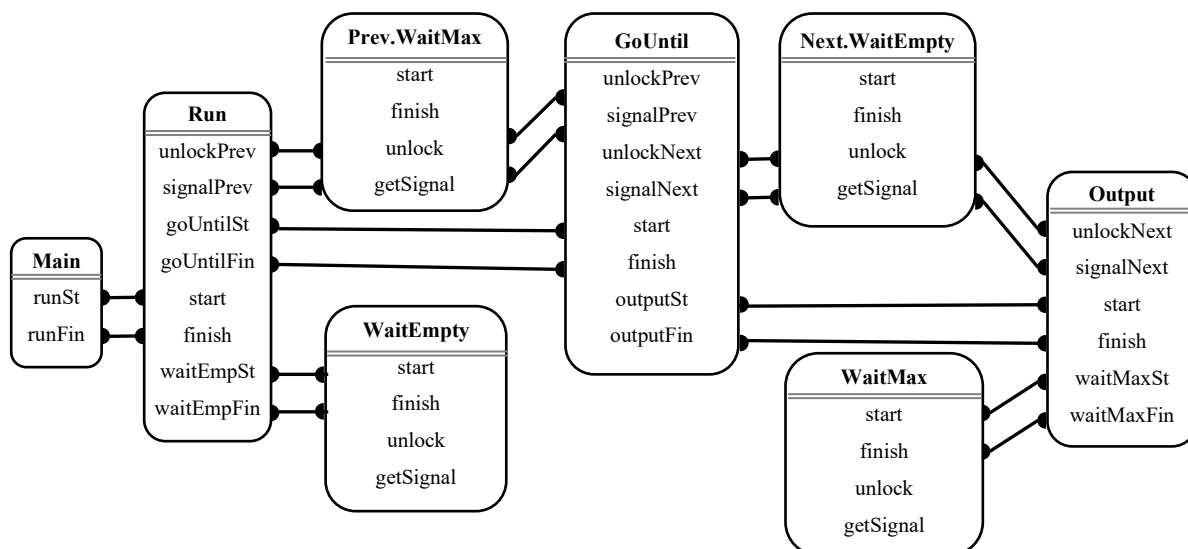 Main
runSt
runFin
Run
unlockPrev
signalPrev
goUntilSt
goUntilFin
start
finish
waitEmpSt
waitEmpFin
Prev.WaitMax
start
finish
unlock
getSignal
WaitEmpty
start
finish
unlock
getSignal
GoUntil
unlockPrev
signalPrev
unlockNext
signalNext
start
finish
outputSt
outputFin
Next.WaitEmpty
start
finish
unlock
getSignal
WaitMax
start
finish
unlock
getSignal
Output
unlockNext
signalNext
start
finish
waitMaxSt
waitMaxFin